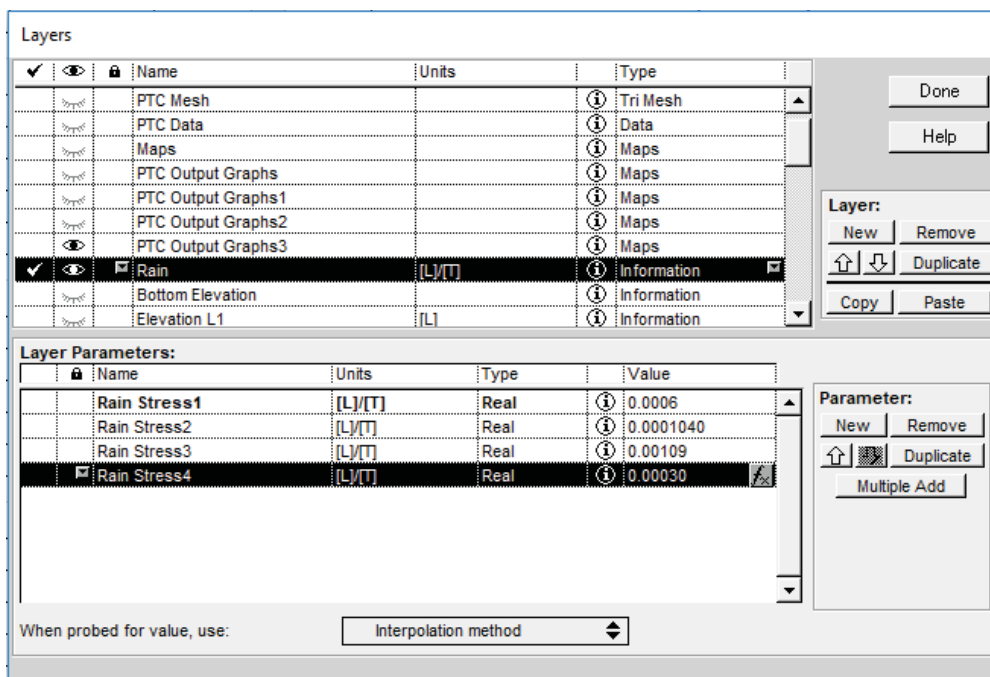 Layers
Name Units Type
PTC Mesh Tri Mesh
PTC Data Data
Maps Maps
PTC Output Graphs Maps
PTC Output Graphs1 Maps
PTC Output Graphs2 Maps
PTC Output Graphs3 Maps
Rain [L]/[T] Information
Bottom Elevation Information
Elevation L1 [L] Information
Done
Help
Layer:
New Remove
Duplicate
Copy Paste
Layer Parameters:
Name Units Type Value
Rain Stress1 [L]/[T] Real 0.0006
Rain Stress2 [L]/[T] Real 0.0001040
Rain Stress3 [L]/[T] Real 0.00109
Rain Stress4 [L]/[T] Real 0.00030 fx
Parameter:
New Remove
Duplicate
Multiple Add
When probed for value, use: Interpolation method